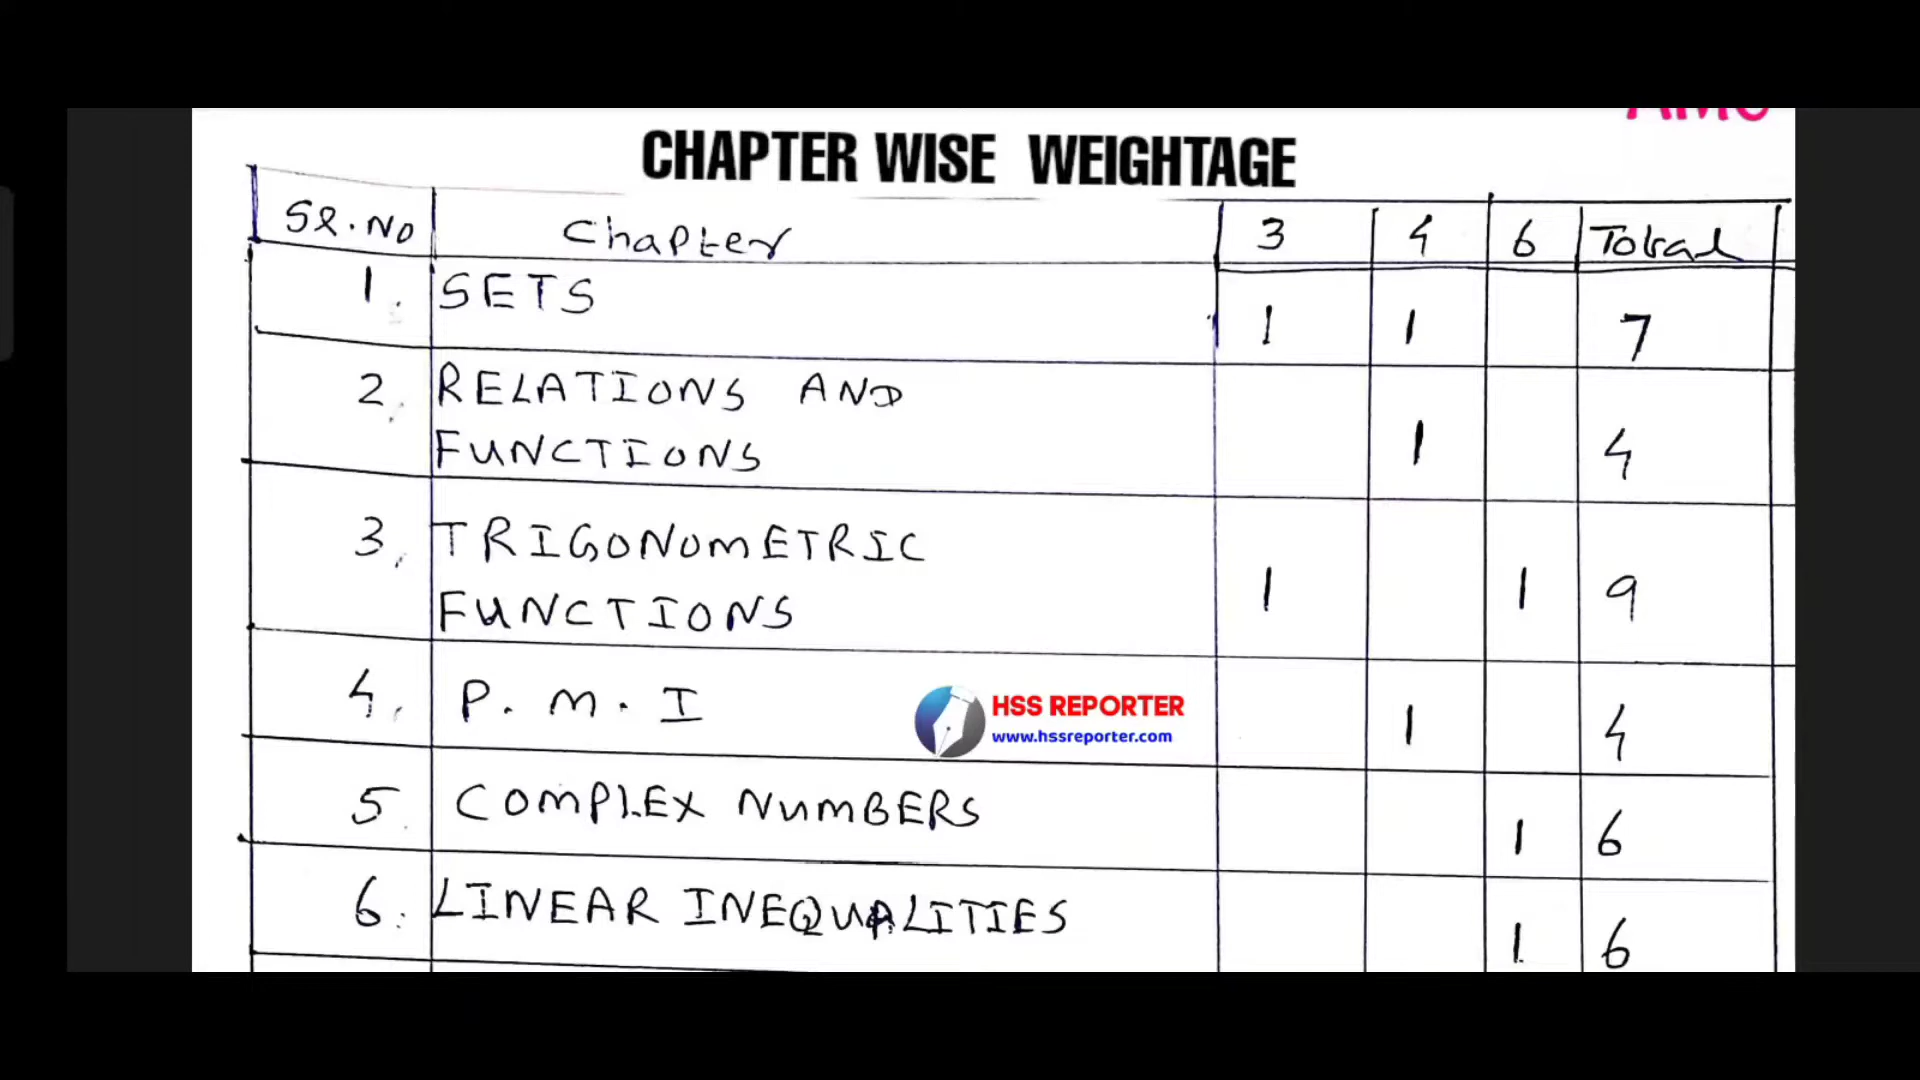 CHAPTER WISE WEIGHTAGE
SR.No Chapter 3 4 6 Total
1. SETS 1 1 7
2. RELATIONS AND
FUNCTIONS 1 4
3. TRIGONOMETRIC
FUNCTIONS 1 1 9
4. P.M.I 1 4
HSS REPORTER
www.hssreporter.com
5. COMPLEX NUMBERS 1 6
6. LINEAR INEQUALITIES 1 6